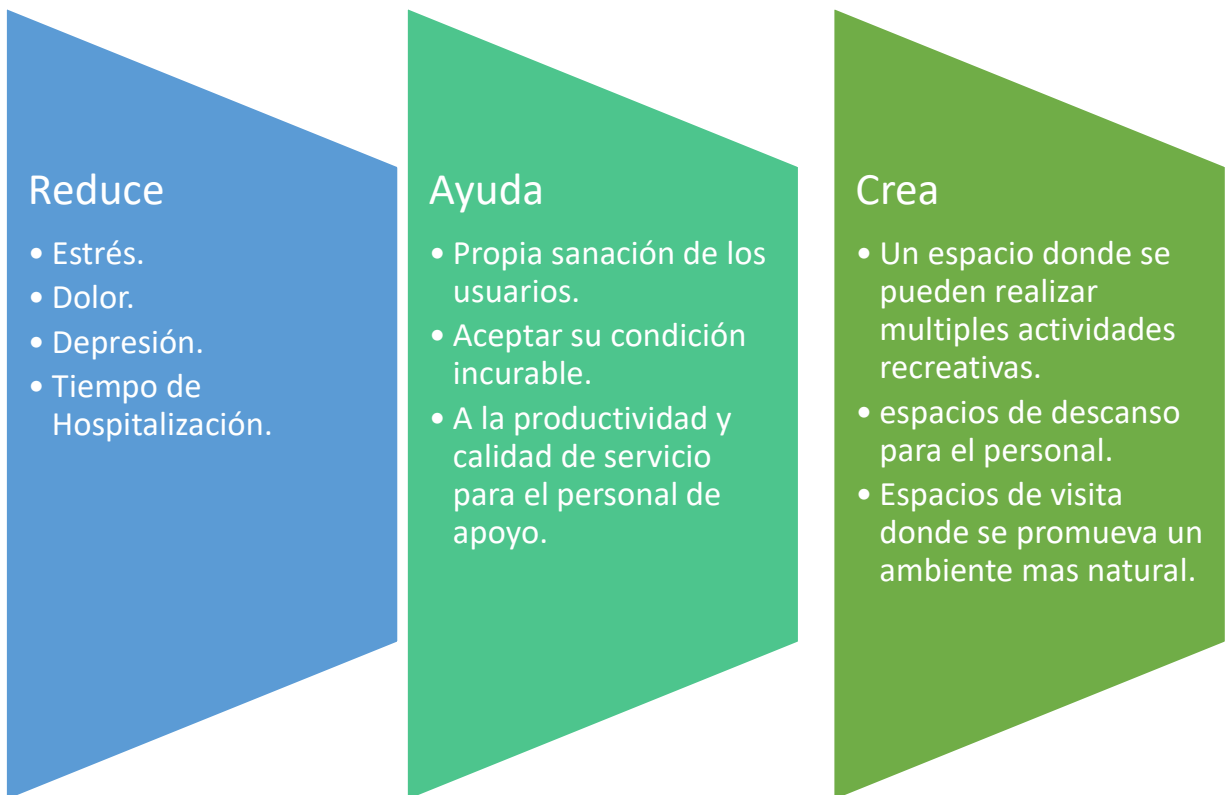 Reduce
• Estrés.
• Dolor.
• Depresión.
• Tiempo de
Hospitalización.
Ayuda
• Propia sanación de los
usuarios.
• Aceptar su condición
incurable.
• A la productividad y
calidad de servicio
para el personal de
apoyo.
Crea
• Un espacio donde se
pueden realizar
multiples actividades
recreativas.
• espacios de descanso
para el personal.
• Espacios de visita
donde se promueva un
ambiente mas natural.